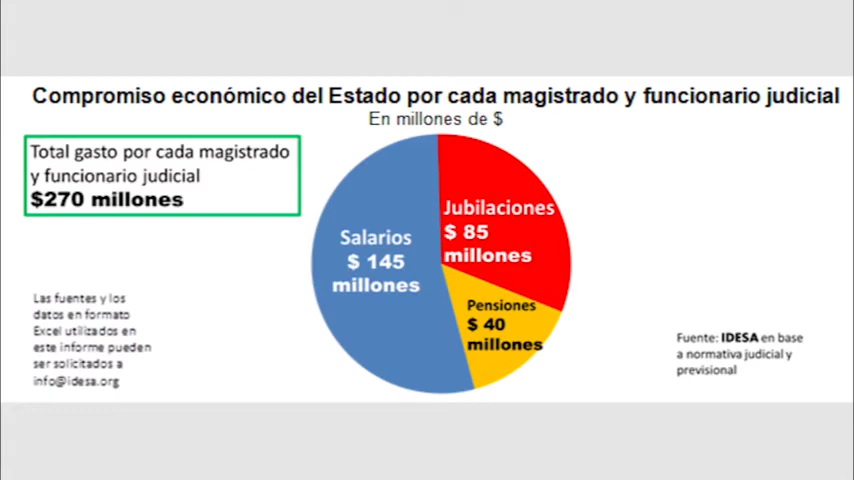 Compromiso económico del Estado por cada magistrado y funcionario judicial
En millones de $
Total gasto por cada magistrado
y funcionario judicial
$270 millones
Jubilaciones
$ 85
millones
Salarios
$ 145
millones
Pensiones
$ 40
millones
Las fuentes y los
datos en formato
Excel utilizados en
este informe pueden
ser solicitados a
info@idesa.org
Fuente: IDESA en base
a normativa judicial y
previsional